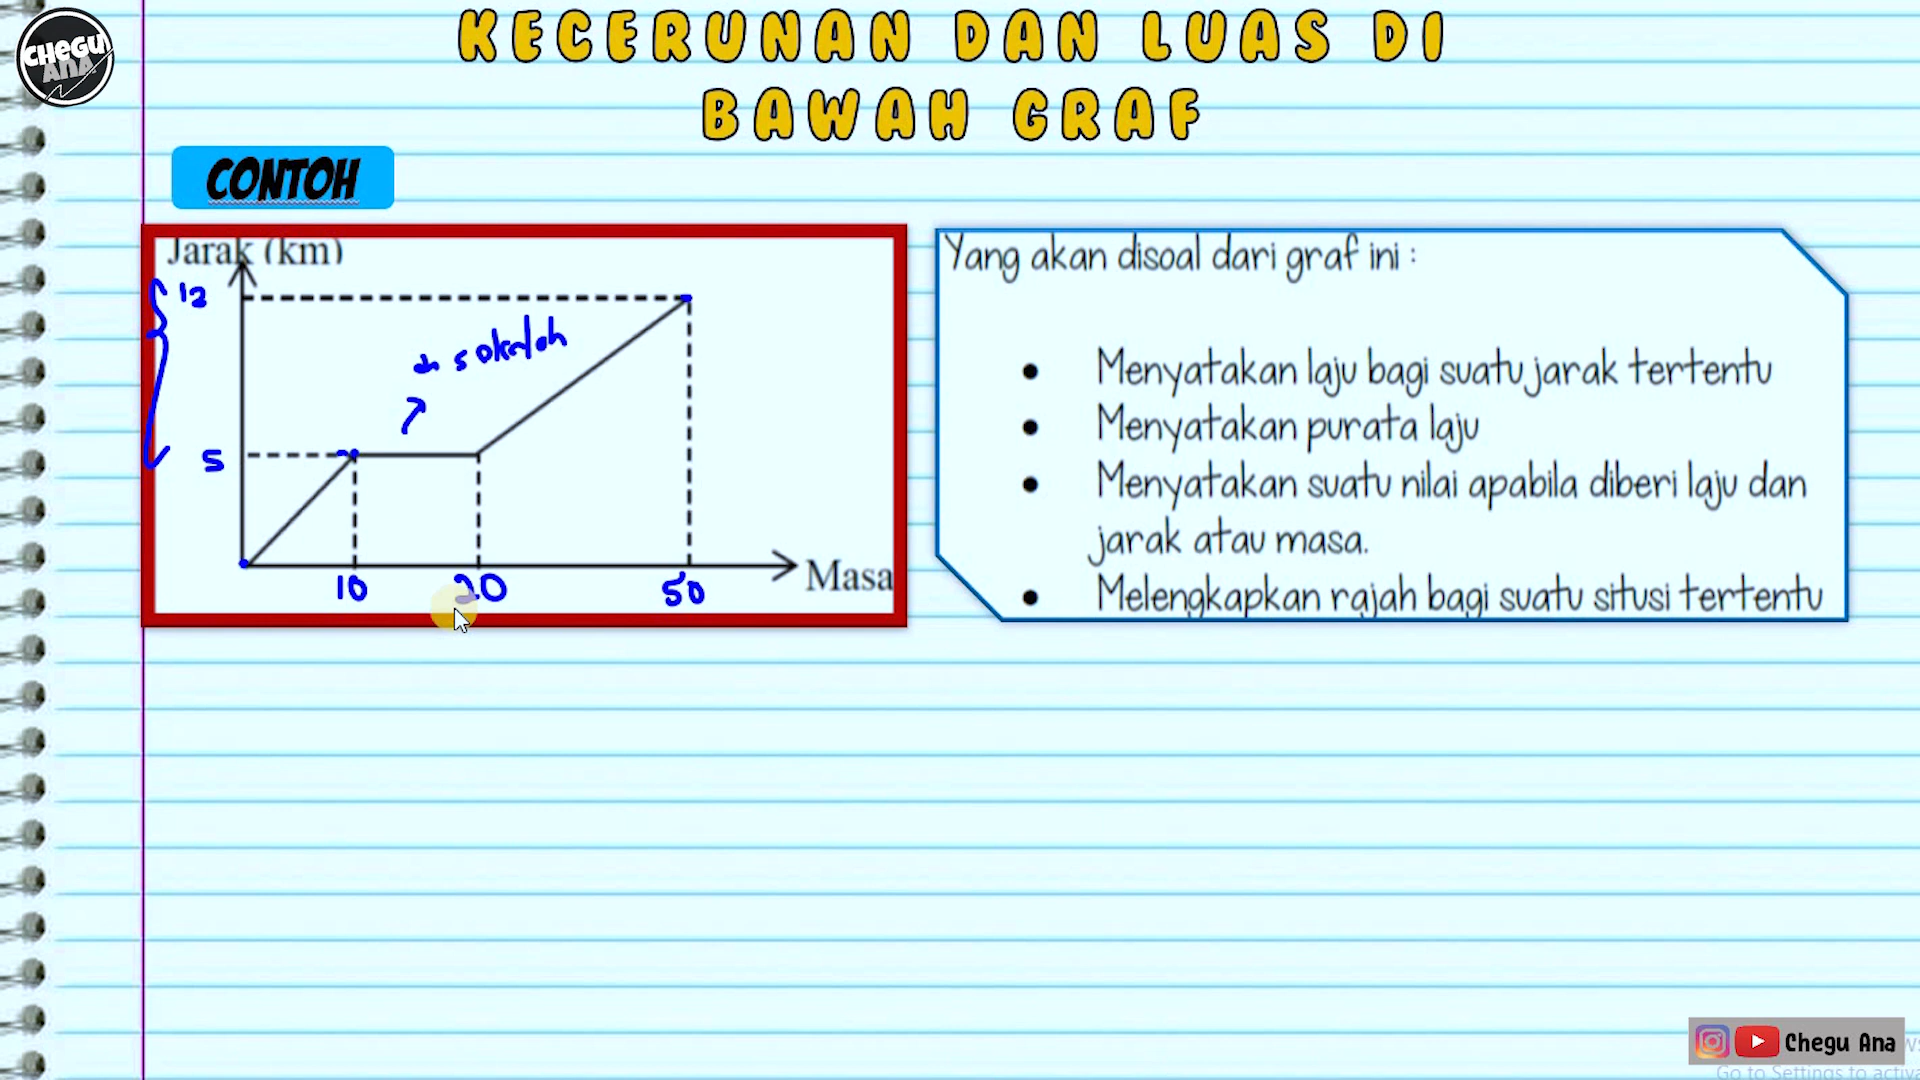 CHEGU
ANA
KECERUNAN DAN LUAS DI
BAWAH GRAF
CONTOH
Jarak (km)
12
5
10
20
50
Masa
Yang akan disoal dari graf ini :
• Menyatakan laju bagi suatu jarak tertentu
• Menyatakan purata laju
• Menyatakan suatu nilai apabila diberi laju dan
jarak atau masa.
• Melengkapkan rajah bagi suatu situsi tertentu
Chegu Ana